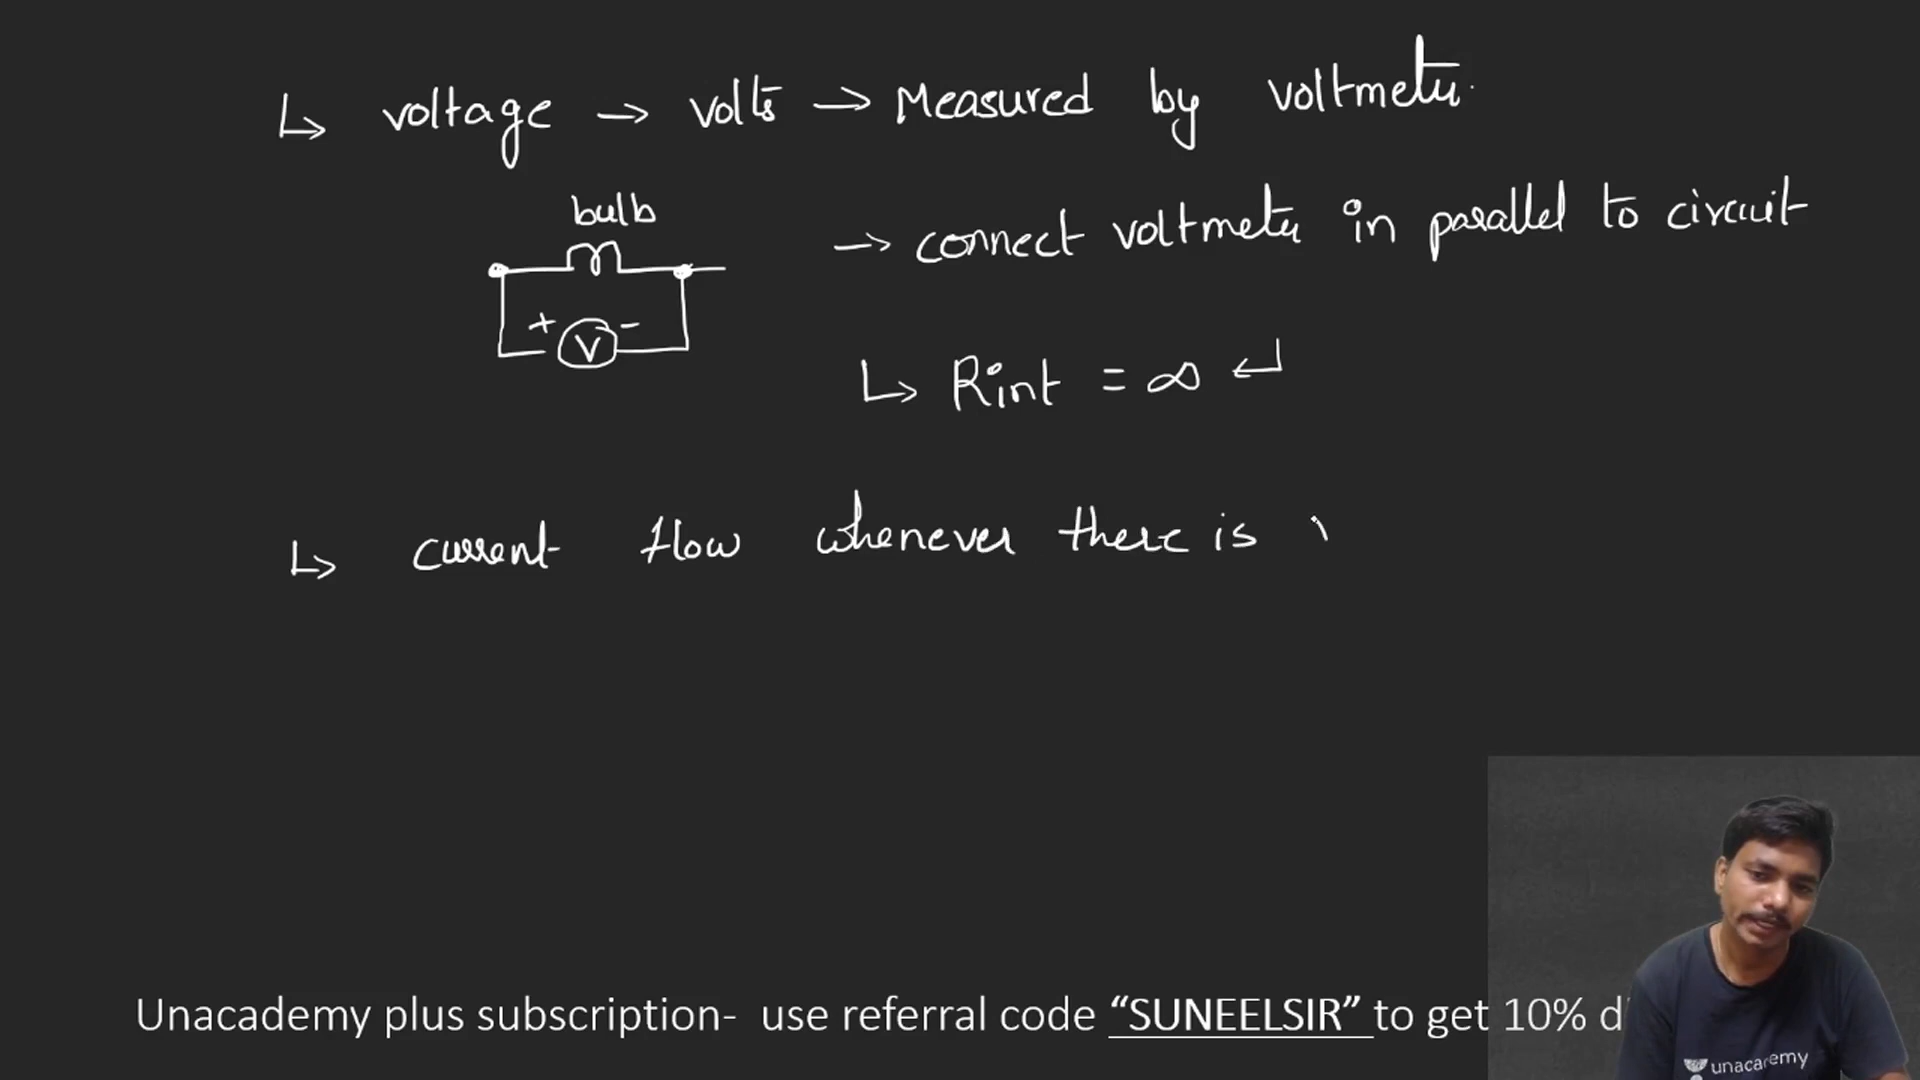 ↳ voltage → volts → Measured by voltmeter.
bulb
→ connect voltmeter in parallel to circuit
+ V -
↳ Rint = ∞ ↲
↳ current flow whenever there is
Unacademy plus subscription- use referral code “SUNEELSIR” to get 10% d
unacademy